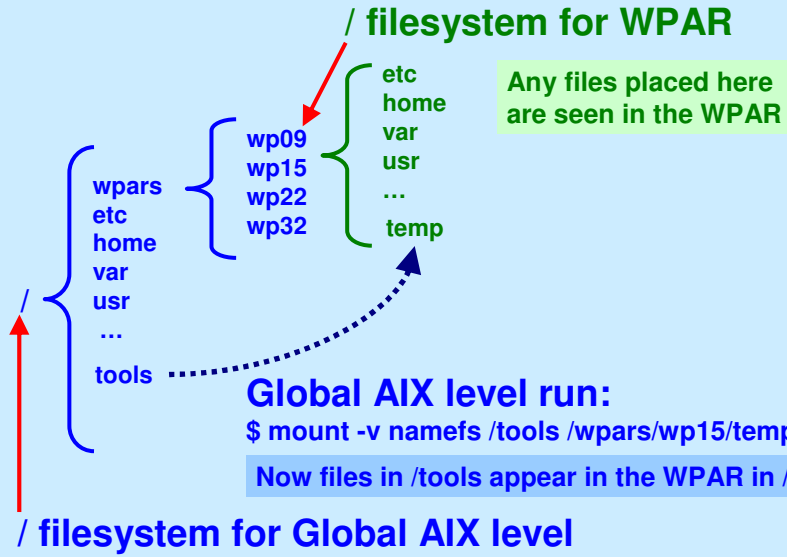 / filesystem for WPAR
etc
home
var
usr
...
temp
Any files placed here
are seen in the WPAR
wp09
wp15
wp22
wp32
wpars
etc
home
var
usr
...
tools
/
Global AIX level run:
$ mount -v namefs /tools /wpars/wp15/temp
Now files in /tools appear in the WPAR in /
/ filesystem for Global AIX level